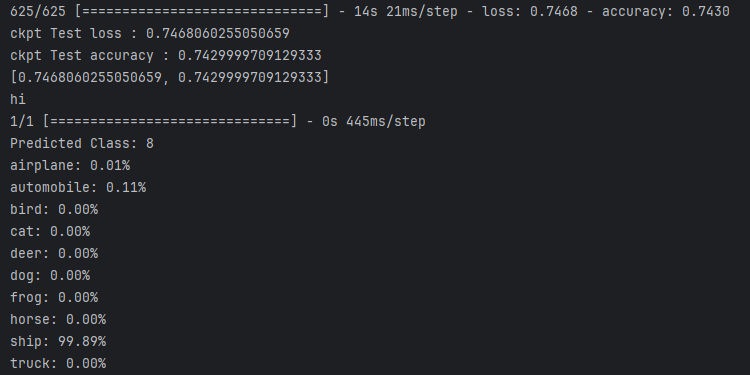 625/625 [==============================] - 14s 21ms/step - loss: 0.7468 - accuracy: 0.7430
ckpt Test loss : 0.7468060255050659
ckpt Test accuracy : 0.7429999709129333
[0.7468060255050659, 0.7429999709129333]
hi
1/1 [==============================] - 0s 445ms/step
Predicted Class: 8
airplane: 0.01%
automobile: 0.11%
bird: 0.00%
cat: 0.00%
deer: 0.00%
dog: 0.00%
frog: 0.00%
horse: 0.00%
ship: 99.89%
truck: 0.00%